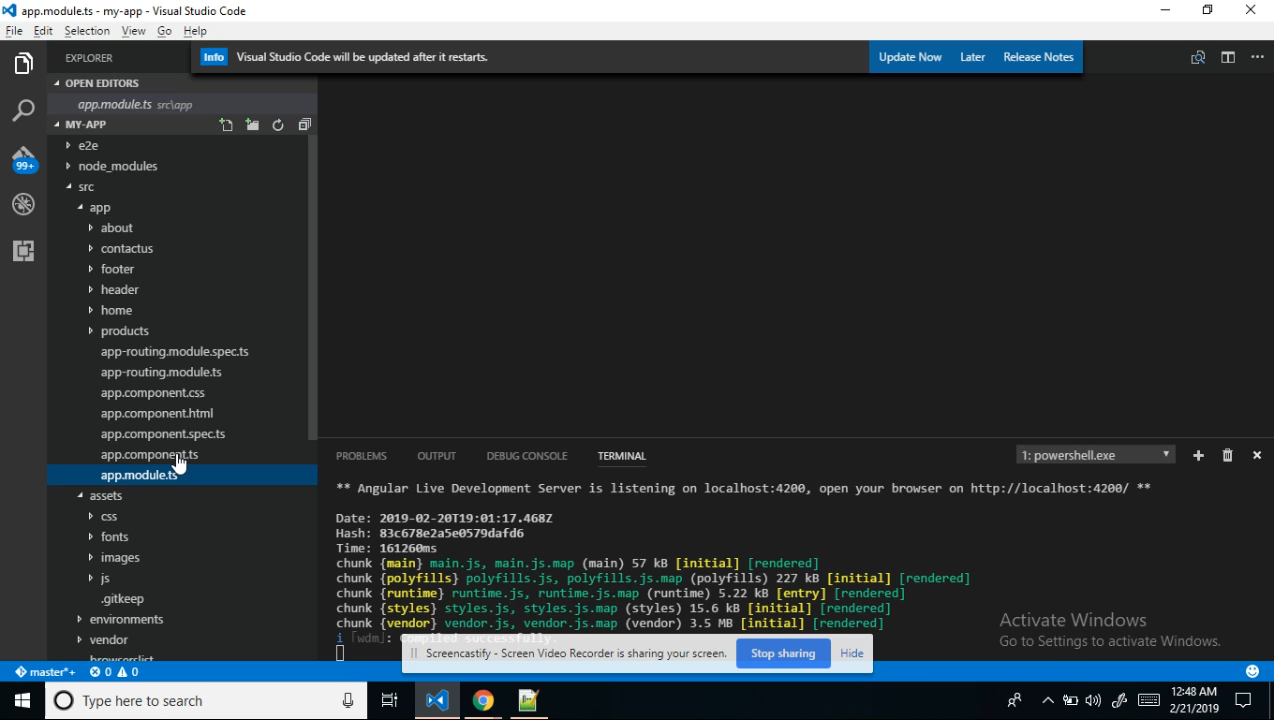 app.module.ts - my-app - Visual Studio Code
File Edit Selection View Go Help
EXPLORER
Info Visual Studio Code will be updated after it restarts. Update Now Later Release Notes
OPEN EDITORS
app.module.ts src\app
MY-APP
e2e
node_modules
src
app
about
contactus
footer
header
home
products
app-routing.module.spec.ts
app-routing.module.ts
app.component.css
app.component.html
app.component.spec.ts
app.component.ts
app.module.ts
assets
css
fonts
images
js
.gitkeep
environments
vendor
browserslist
99+
PROBLEMS OUTPUT DEBUG CONSOLE TERMINAL 1: powershell.exe
** Angular Live Development Server is listening on localhost:4200, open your browser on http://localhost:4200/ **
Date: 2019-02-20T19:01:17.468Z
Hash: 83c678e2a5e0579dafd6
Time: 161260ms
chunk {main} main.js, main.js.map (main) 57 kB [initial] [rendered]
chunk {polyfills} polyfills.js, polyfills.js.map (polyfills) 227 kB [initial] [rendered]
chunk {runtime} runtime.js, runtime.js.map (runtime) 5.22 kB [entry] [rendered]
chunk {styles} styles.js, styles.js.map (styles) 15.6 kB [initial] [rendered]
chunk {vendor} vendor.js, vendor.js.map (vendor) 3.5 MB [initial] [rendered]
i ｢wdm｣: Compiled successfully.
Activate Windows
Go to Settings to activate Windows.
Screencastify - Screen Video Recorder is sharing your screen. Stop sharing Hide
master*+ 0 0
Type here to search
12:48 AM
2/21/2019